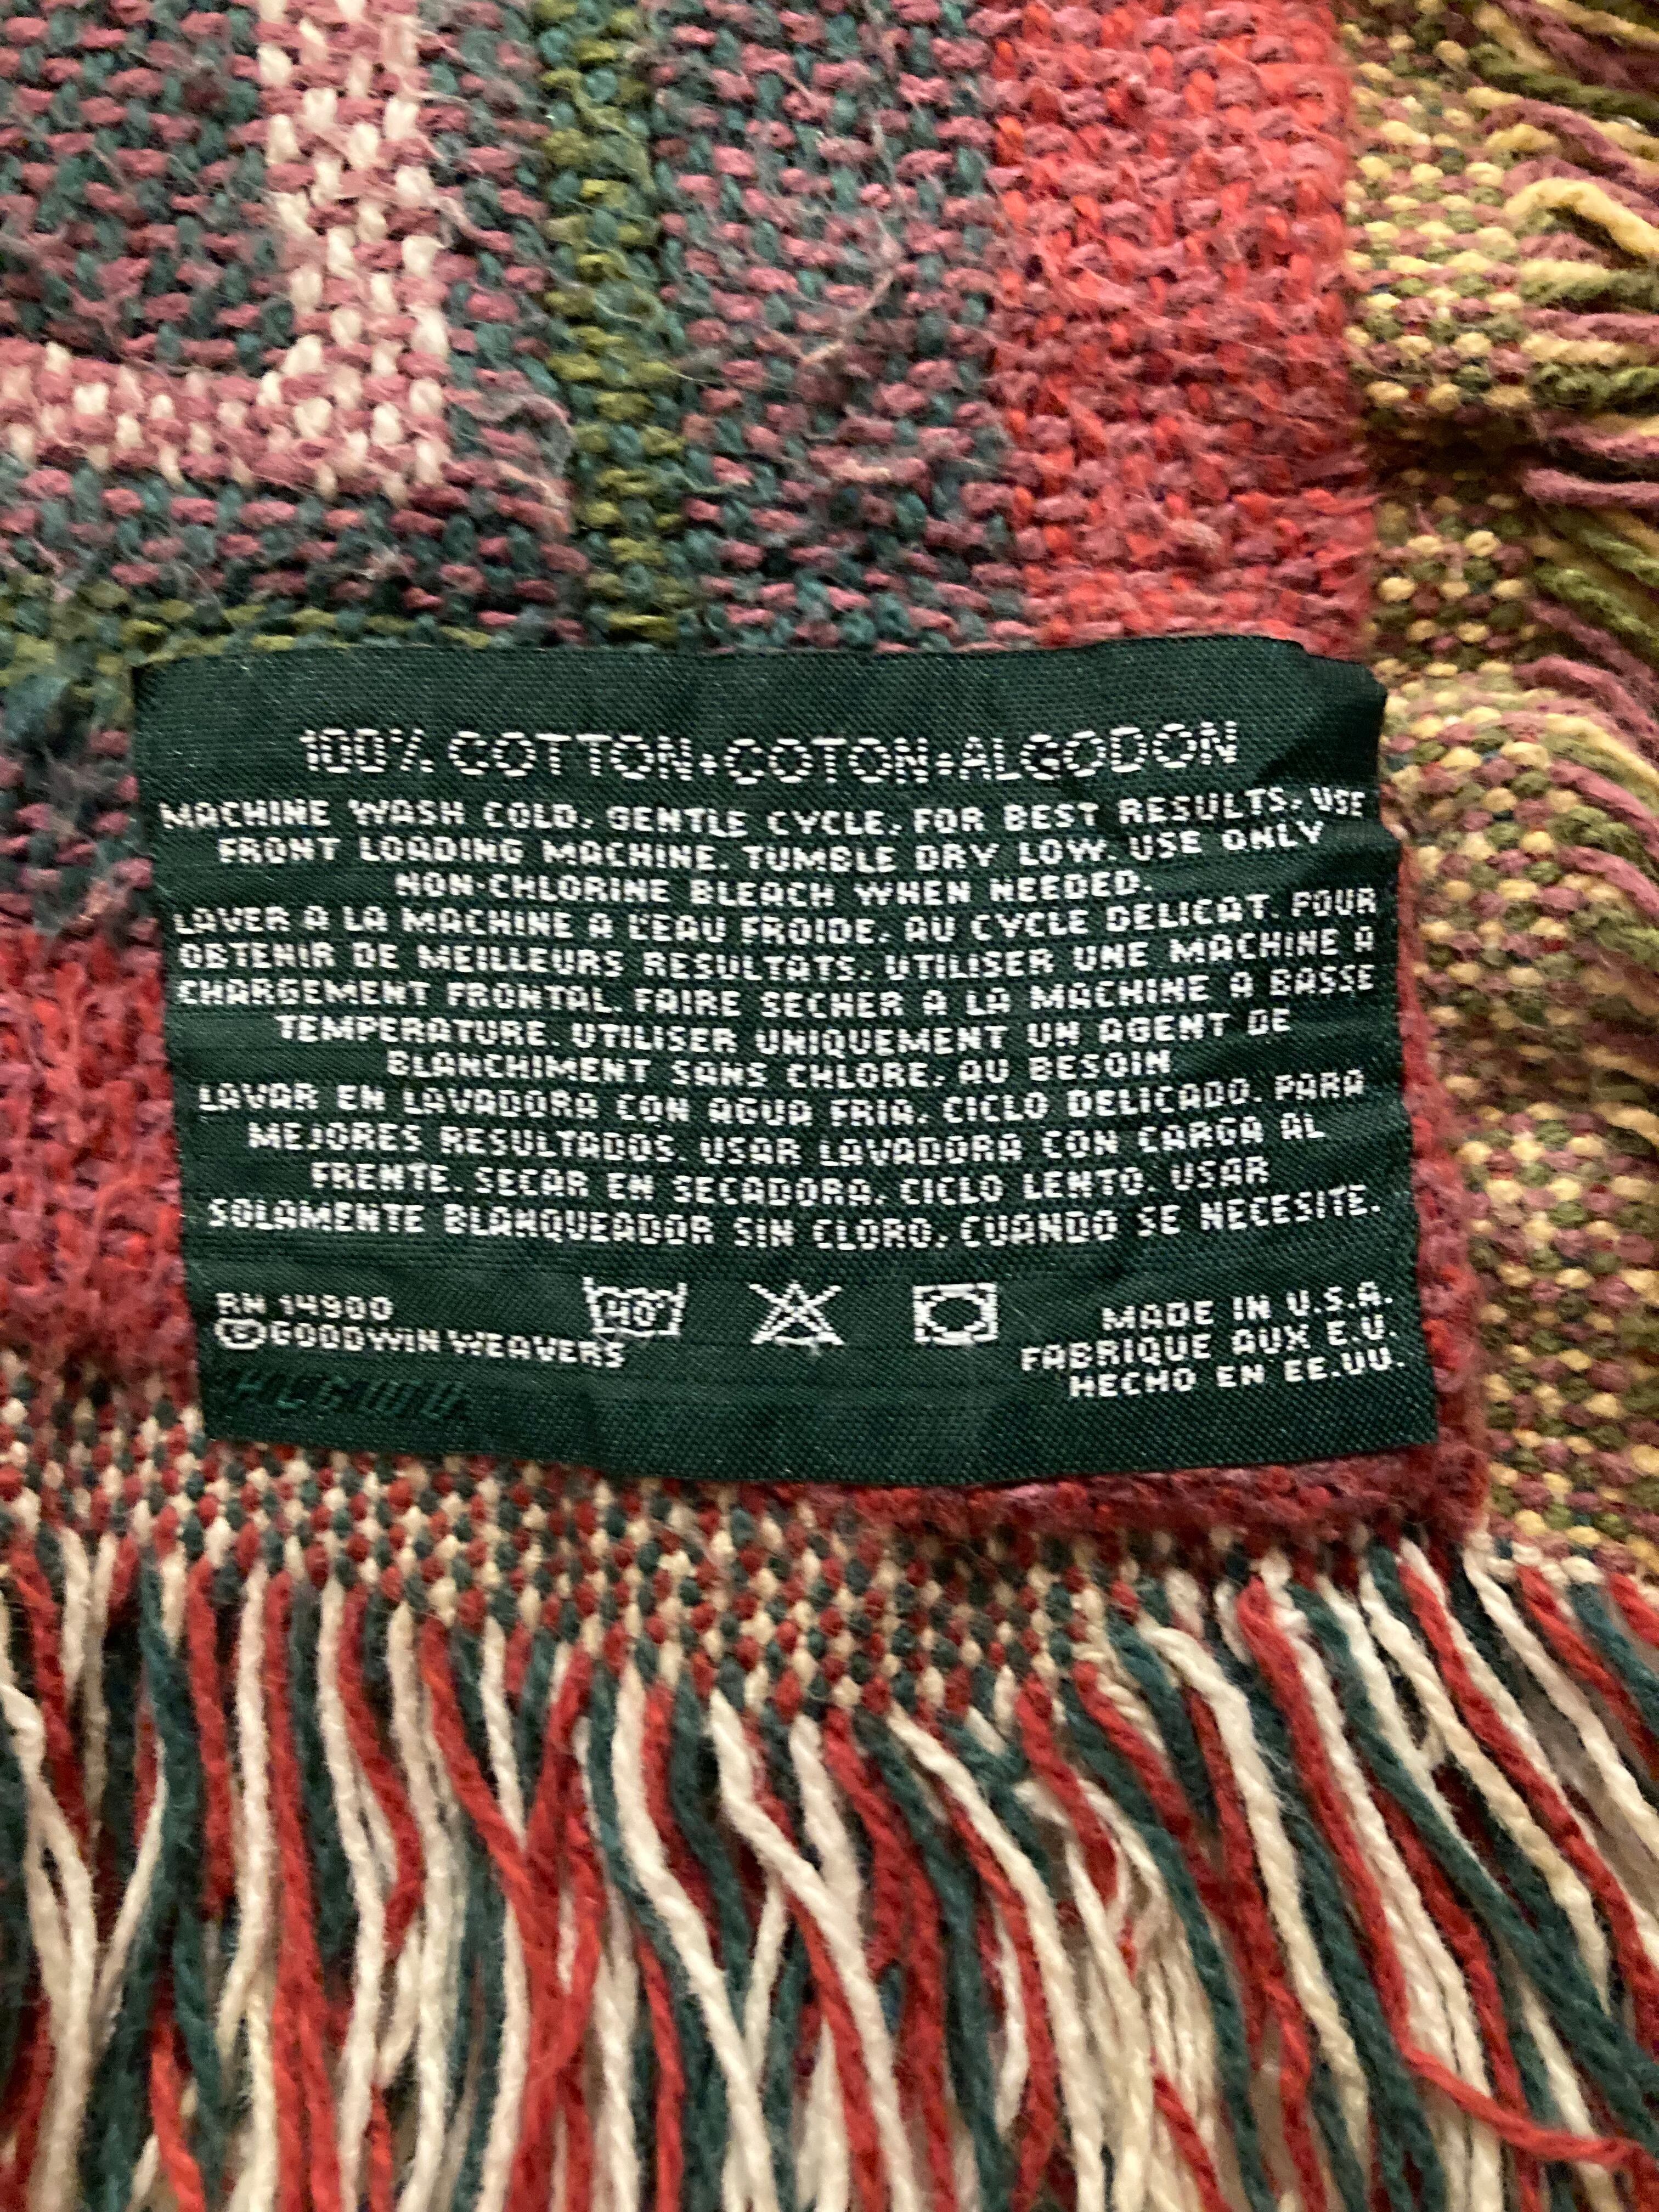 100% COTTON•COTON•ALGODON
MACHINE WASH COLD, GENTLE CYCLE. FOR BEST RESULTS, USE
FRONT LOADING MACHINE. TUMBLE DRY LOW. USE ONLY
NON-CHLORINE BLEACH WHEN NEEDED.
LAVER A LA MACHINE A L'EAU FROIDE, AU CYCLE DELICAT. POUR
OBTENIR DE MEILLEURS RESULTATS, UTILISER UNE MACHINE A
CHARGEMENT FRONTAL. FAIRE SECHER A LA MACHINE A BASSE
TEMPERATURE. UTILISER UNIQUEMENT UN AGENT DE
BLANCHIMENT SANS CHLORE, AU BESOIN
LAVAR EN LAVADORA CON AGUA FRIA, CICLO DELICADO. PARA
MEJORES RESULTADOS, USAR LAVADORA CON CARGA AL
FRENTE. SECAR EN SECADORA, CICLO LENTO. USAR
SOLAMENTE BLANQUEADOR SIN CLORO, CUANDO SE NECESITE.
40°
RN 14900
©GOODWIN WEAVERS
MADE IN U.S.A.
FABRIQUE AUX E.U.
HECHO EN EE.UU.